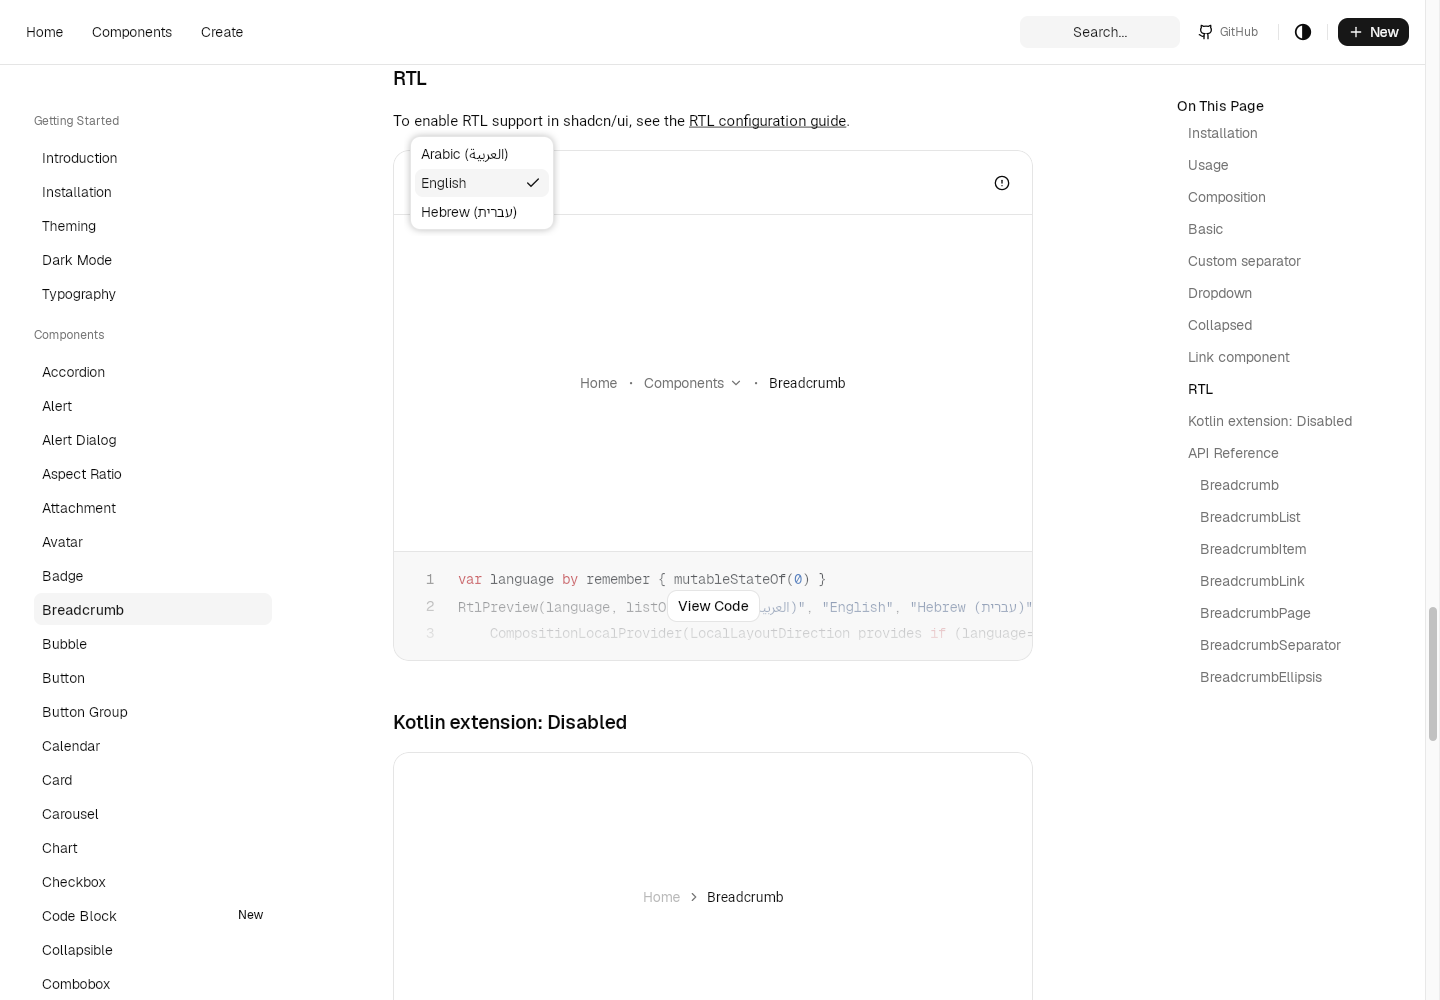 Home
Components
Create
Search...
GitHub
New
Getting Started
Introduction
Installation
Theming
Dark Mode
Typography
Components
Accordion
Alert
Alert Dialog
Aspect Ratio
Attachment
Avatar
Badge
Breadcrumb
Bubble
Button
Button Group
Calendar
Card
Carousel
Chart
Checkbox
Code Block
New
Collapsible
Combobox
RTL
To enable RTL support in shadcn/ui, see the RTL configuration guide.
Arabic (العربية)
English
Hebrew (עברית)
Home · Components · Breadcrumb
1 var language by remember { mutableStateOf(0) }
2 RtlPreview(language, listO
View Code
)", "English", "Hebrew (עברית)"
3 CompositionLocalProvider(LocalLayoutDirection provides if (language=
Kotlin extension: Disabled
Home > Breadcrumb
On This Page
Installation
Usage
Composition
Basic
Custom separator
Dropdown
Collapsed
Link component
RTL
Kotlin extension: Disabled
API Reference
Breadcrumb
BreadcrumbList
BreadcrumbItem
BreadcrumbLink
BreadcrumbPage
BreadcrumbSeparator
BreadcrumbEllipsis